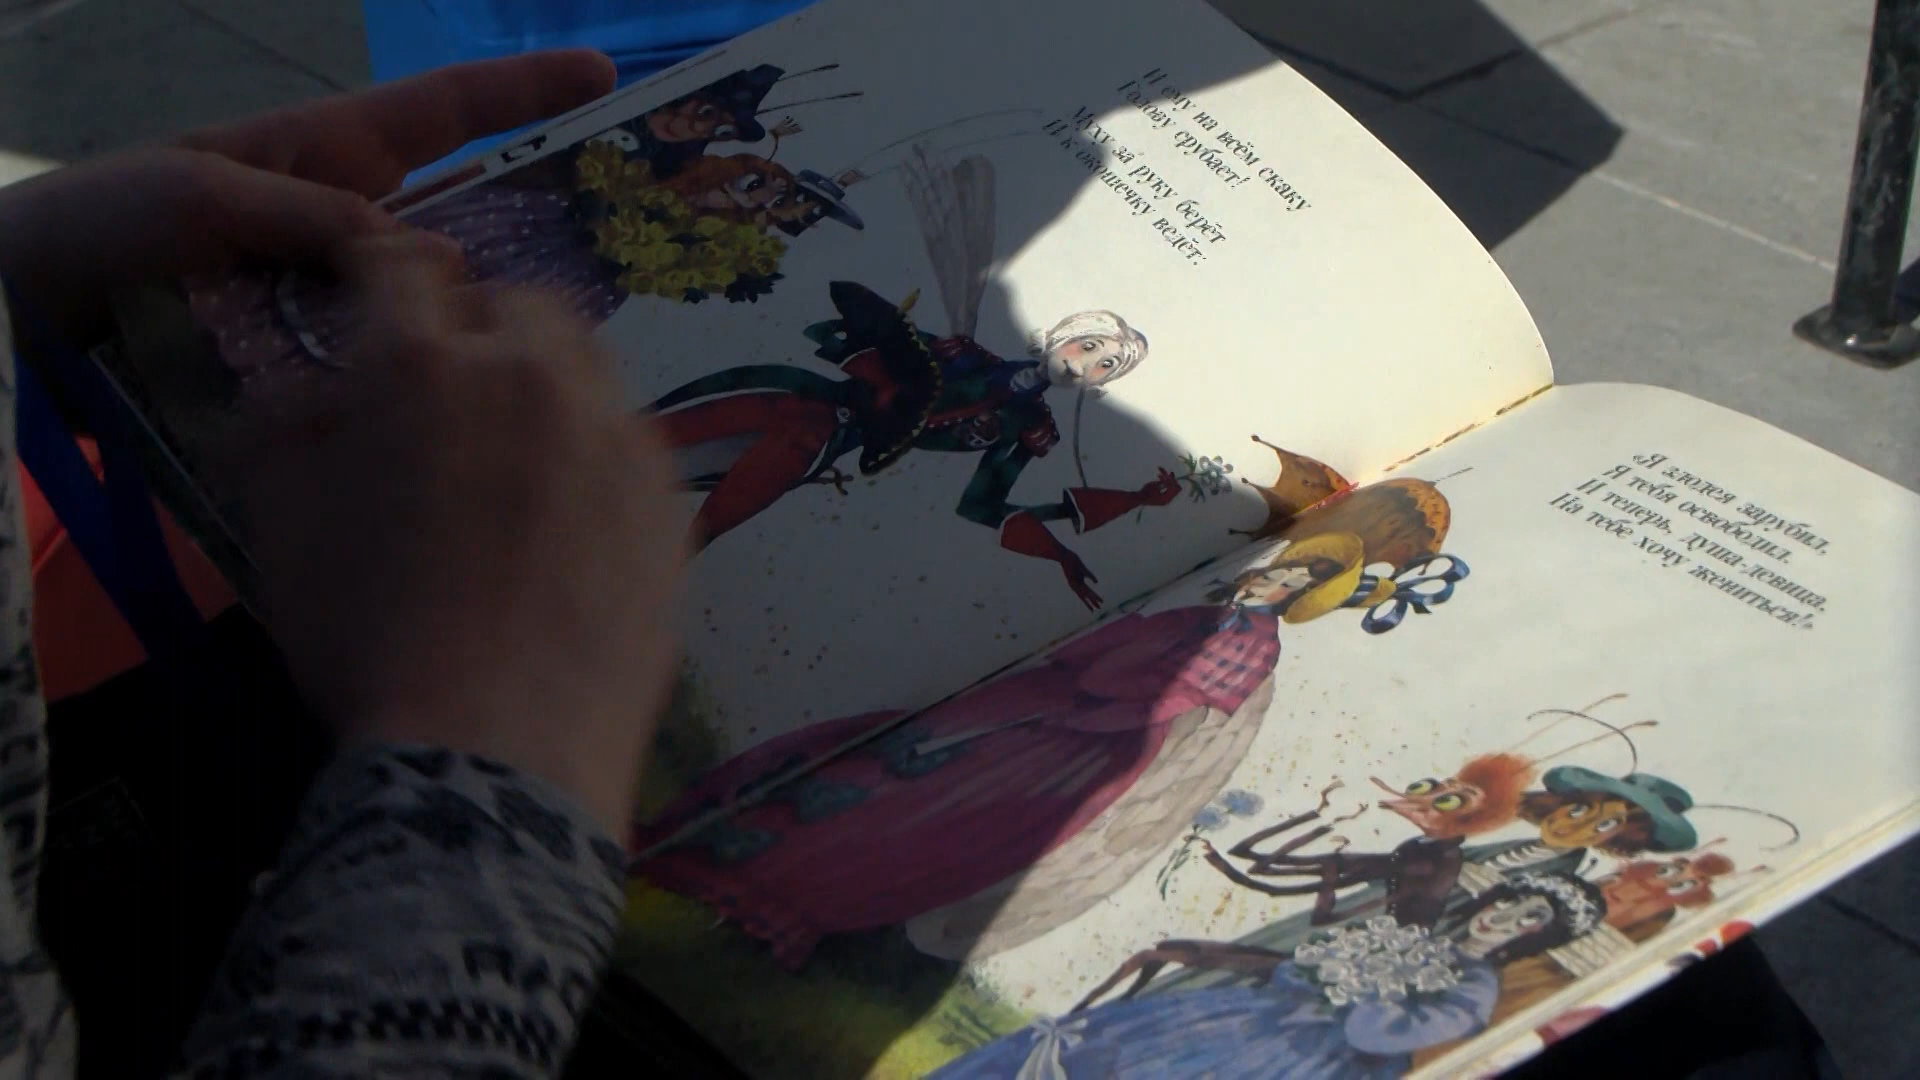 И ему на всём скаку
Голову срубает!
Муху за руку берёт
И к окошечку ведёт:
«Я злодея зарубил,
Я тебя освободил.
И теперь, душа-девица,
На тебе хочу жениться!»